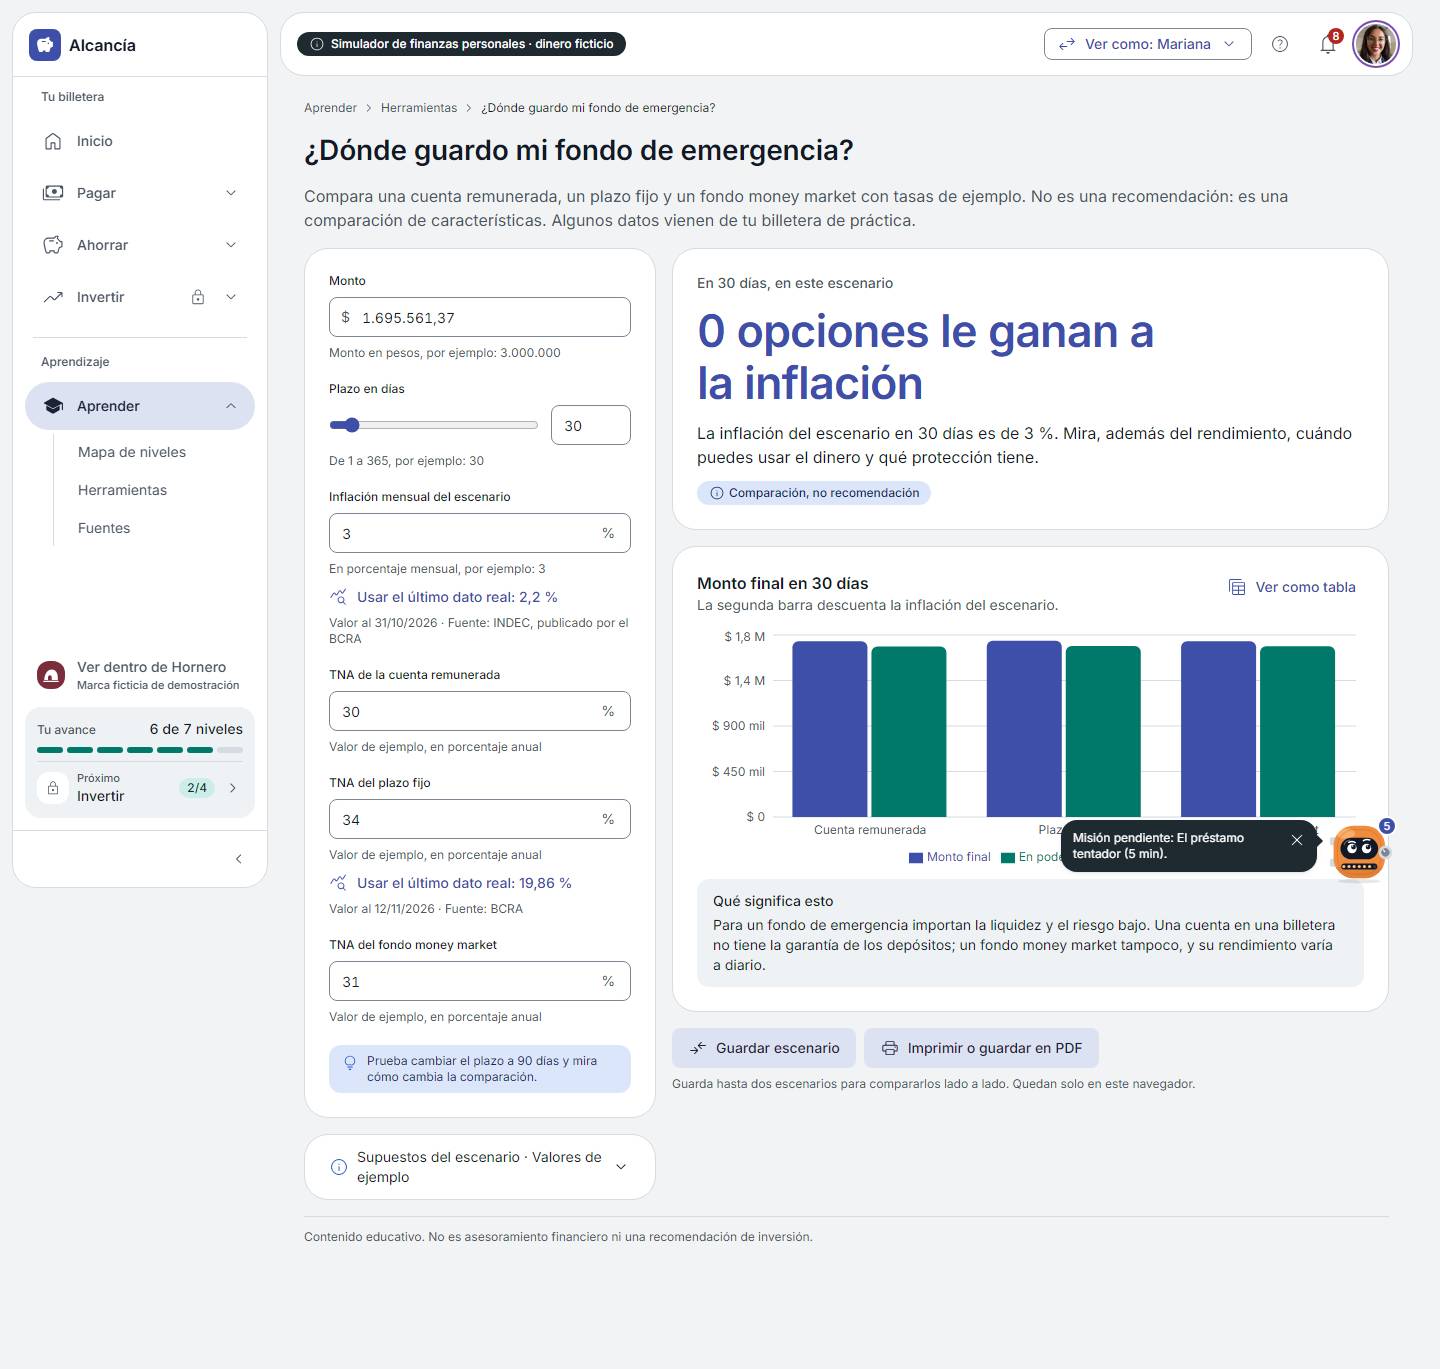 Alcancía
Tu billetera
Inicio
Pagar
Ahorrar
Invertir
Aprendizaje
Aprender
Mapa de niveles
Herramientas
Fuentes
Ver dentro de Hornero
Marca ficticia de demostración
Tu avance 6 de 7 niveles
Próximo
Invertir
2/4
Simulador de finanzas personales · dinero ficticio
Ver como: Mariana
8
Aprender > Herramientas > ¿Dónde guardo mi fondo de emergencia?
¿Dónde guardo mi fondo de emergencia?
Compara una cuenta remunerada, un plazo fijo y un fondo money market con tasas de ejemplo. No es una recomendación: es una
comparación de características. Algunos datos vienen de tu billetera de práctica.
Monto
$ 1.695.561,37
Monto en pesos, por ejemplo: 3.000.000
Plazo en días
30
De 1 a 365, por ejemplo: 30
Inflación mensual del escenario
3 %
En porcentaje mensual, por ejemplo: 3
Usar el último dato real: 2,2 %
Valor al 31/10/2026 · Fuente: INDEC, publicado por el
BCRA
TNA de la cuenta remunerada
30 %
Valor de ejemplo, en porcentaje anual
TNA del plazo fijo
34 %
Valor de ejemplo, en porcentaje anual
Usar el último dato real: 19,86 %
Valor al 12/11/2026 · Fuente: BCRA
TNA del fondo money market
31 %
Valor de ejemplo, en porcentaje anual
Prueba cambiar el plazo a 90 días y mira
cómo cambia la comparación.
Supuestos del escenario · Valores de
ejemplo
En 30 días, en este escenario
0 opciones le ganan a
la inflación
La inflación del escenario en 30 días es de 3 %. Mira, además del rendimiento, cuándo
puedes usar el dinero y qué protección tiene.
Comparación, no recomendación
Monto final en 30 días
Ver como tabla
La segunda barra descuenta la inflación del escenario.
$ 1,8 M
$ 1,4 M
$ 900 mil
$ 450 mil
$ 0
Cuenta remunerada
Monto final
Misión pendiente: El préstamo
tentador (5 min).
5
Qué significa esto
Para un fondo de emergencia importan la liquidez y el riesgo bajo. Una cuenta en una billetera
no tiene la garantía de los depósitos; un fondo money market tampoco, y su rendimiento varía
a diario.
Guardar escenario
Imprimir o guardar en PDF
Guarda hasta dos escenarios para compararlos lado a lado. Quedan solo en este navegador.
Contenido educativo. No es asesoramiento financiero ni una recomendación de inversión.